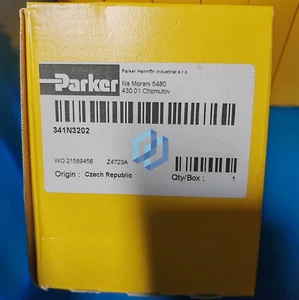 Parker
Parker Hannifin Industrial s.r.o.
Na Morani 5480
430 01 Chomutov
341N3202
WO:21589456 Z4723A
Origin : Czech Republic Qty/Box : 1